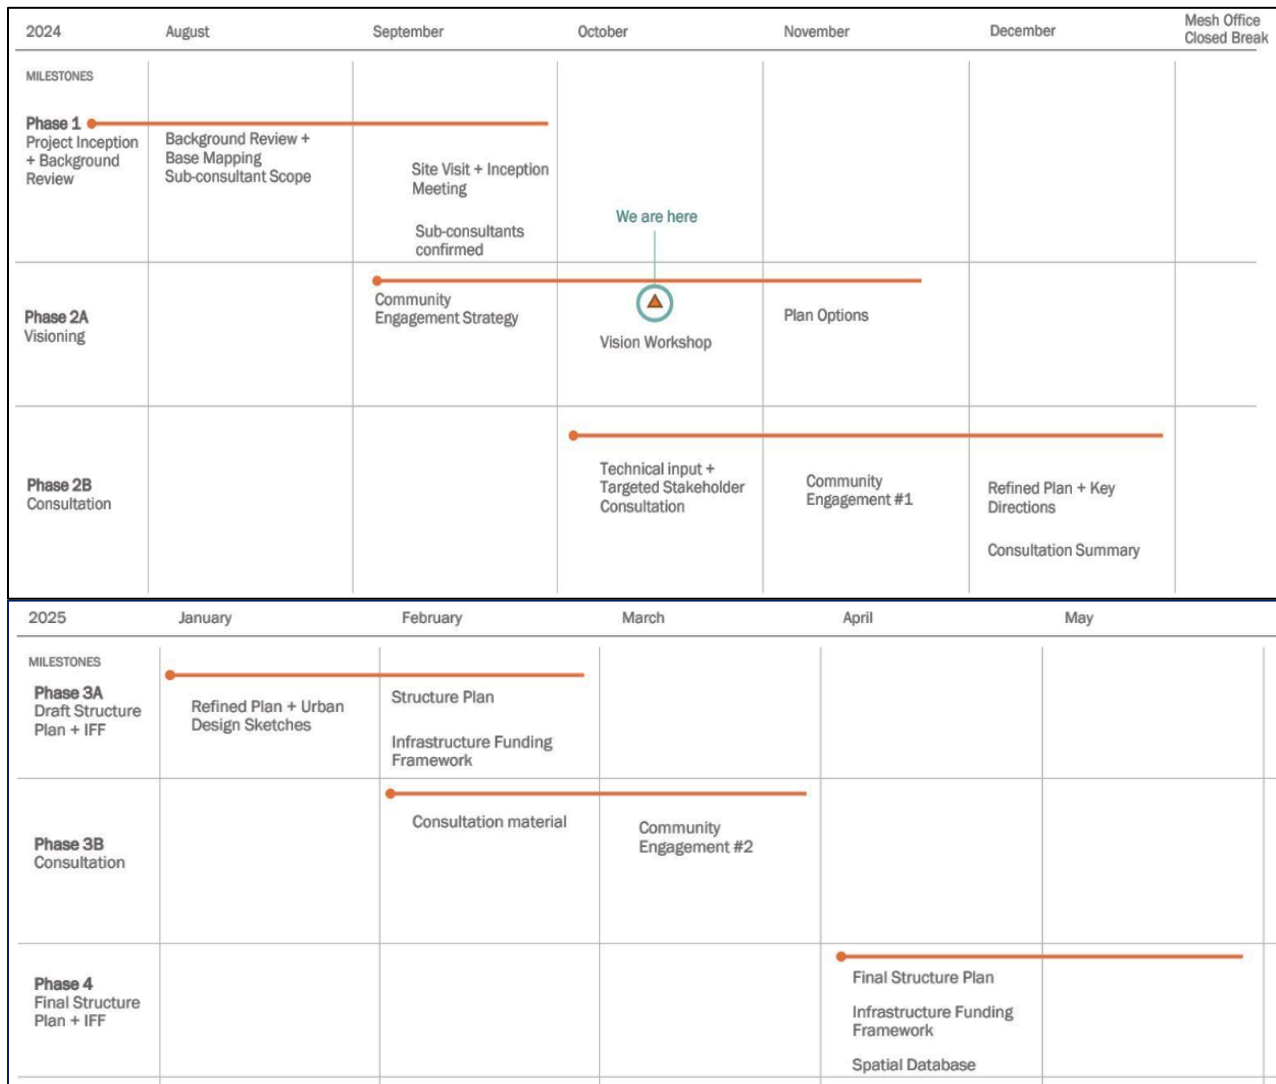 2024 August September October November December Mesh Office
Closed Break
MILESTONES
Phase 1
Project Inception
+ Background
Review
Background Review +
Base Mapping
Sub-consultant Scope
Site Visit + Inception
Meeting
Sub-consultants
confirmed
We are here
Phase 2A
Visioning
Community
Engagement Strategy
Vision Workshop
Plan Options
Phase 2B
Consultation
Technical input +
Targeted Stakeholder
Consultation
Community
Engagement #1
Refined Plan + Key
Directions
Consultation Summary
2025 January February March April May
MILESTONES
Phase 3A
Draft Structure
Plan + IFF
Refined Plan + Urban
Design Sketches
Structure Plan
Infrastructure Funding
Framework
Phase 3B
Consultation
Consultation material
Community
Engagement #2
Phase 4
Final Structure
Plan + IFF
Final Structure Plan
Infrastructure Funding
Framework
Spatial Database